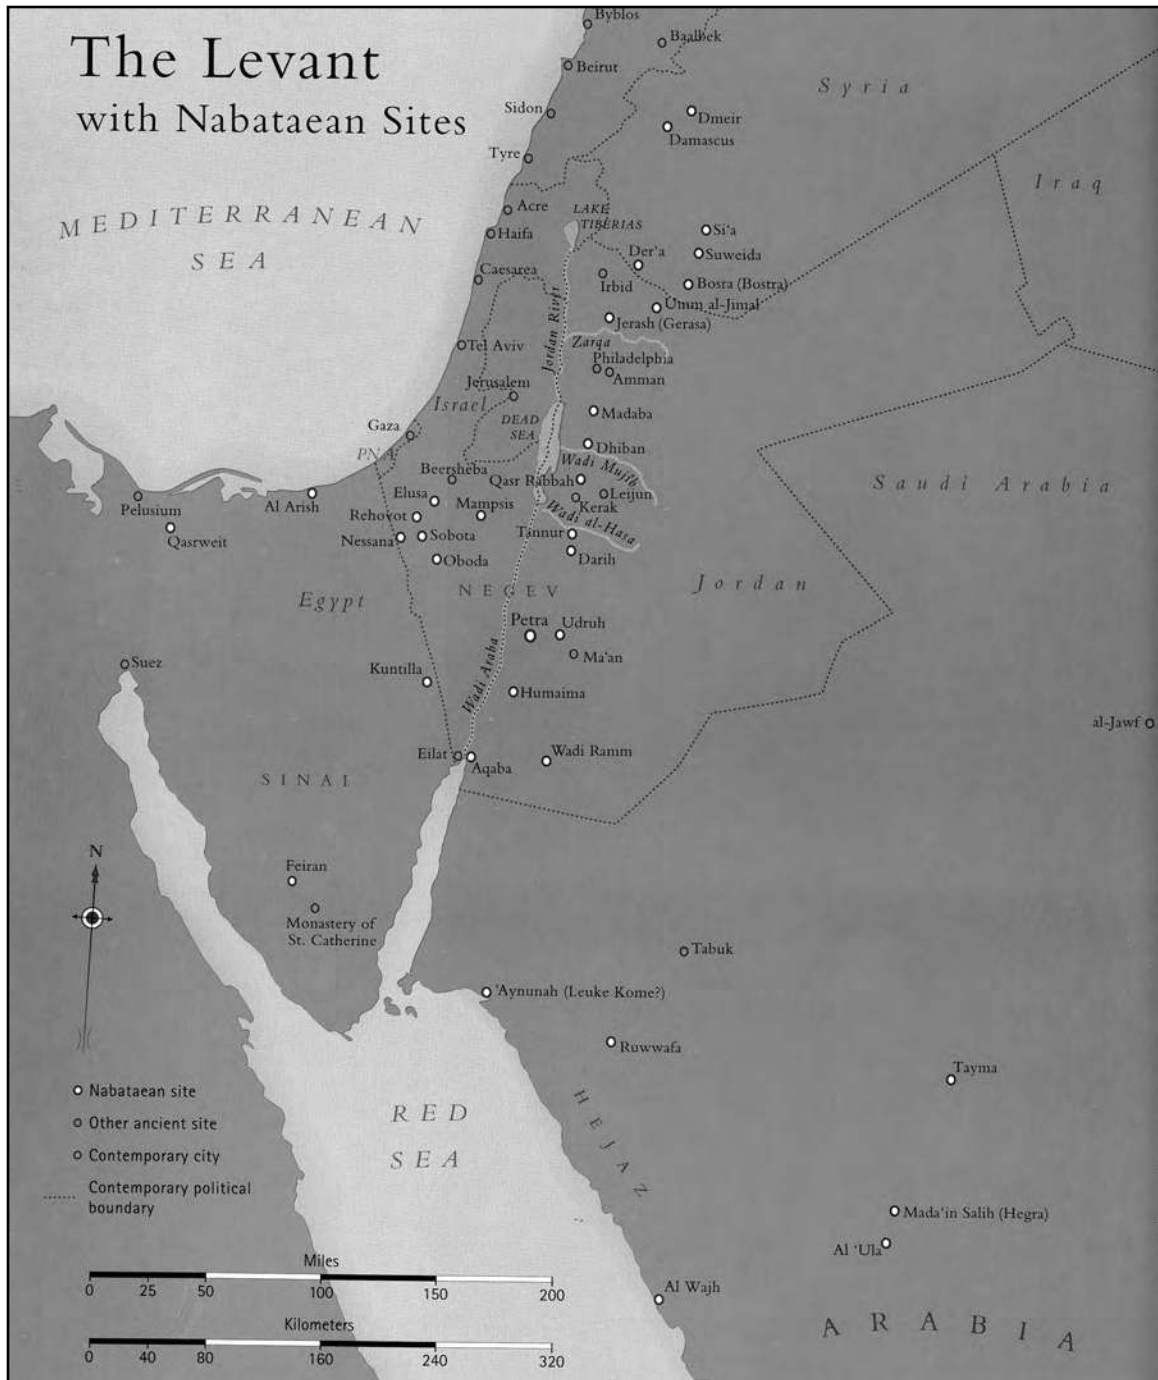 The Levant
with Nabataean Sites
MEDITERRANEAN
SEA
Byblos
Baalbek
Beirut
Syria
Sidon
Dmeir
Damascus
Tyre
Iraq
Acre
LAKE
TIBERIAS
Haifa
Si'a
Der'a
Suweida
Caesarea
Irbid
Bosra (Bostra)
Umm al-Jimal
Jordan River
Jerash (Gerasa)
Tel Aviv
Zarqa
Philadelphia
Amman
Jerusalem
Israel
Madaba
DEAD
SEA
Gaza
Dhiban
PNA
Wadi Mujib
Beersheba
Qasr Rabbah
Saudi Arabia
Elusa
Leijun
Pelusium
Al Arish
Mampsis
Kerak
Rehovot
Wadi al-Hasa
Qasrweit
Nessana
Sobota
Tannur
Oboda
Darih
NEGEV
Jordan
Egypt
Petra
Udruh
Ma'an
Suez
Kuntilla
Wadi Araba
Humaima
al-Jawf
Eilat
Aqaba
Wadi Ramm
SINAI
N
Feiran
Monastery of
St. Catherine
Tabuk
'Aynunah (Leuke Kome?)
Ruwwafa
Tayma
Nabataean site
RED
SEA
HEJAZ
Other ancient site
Contemporary city
Contemporary political
boundary
Mada'in Salih (Hegra)
Al 'Ula
Miles
0 25 50 100 150 200
Al Wajh
Kilometers
0 40 80 160 240 320
ARABIA